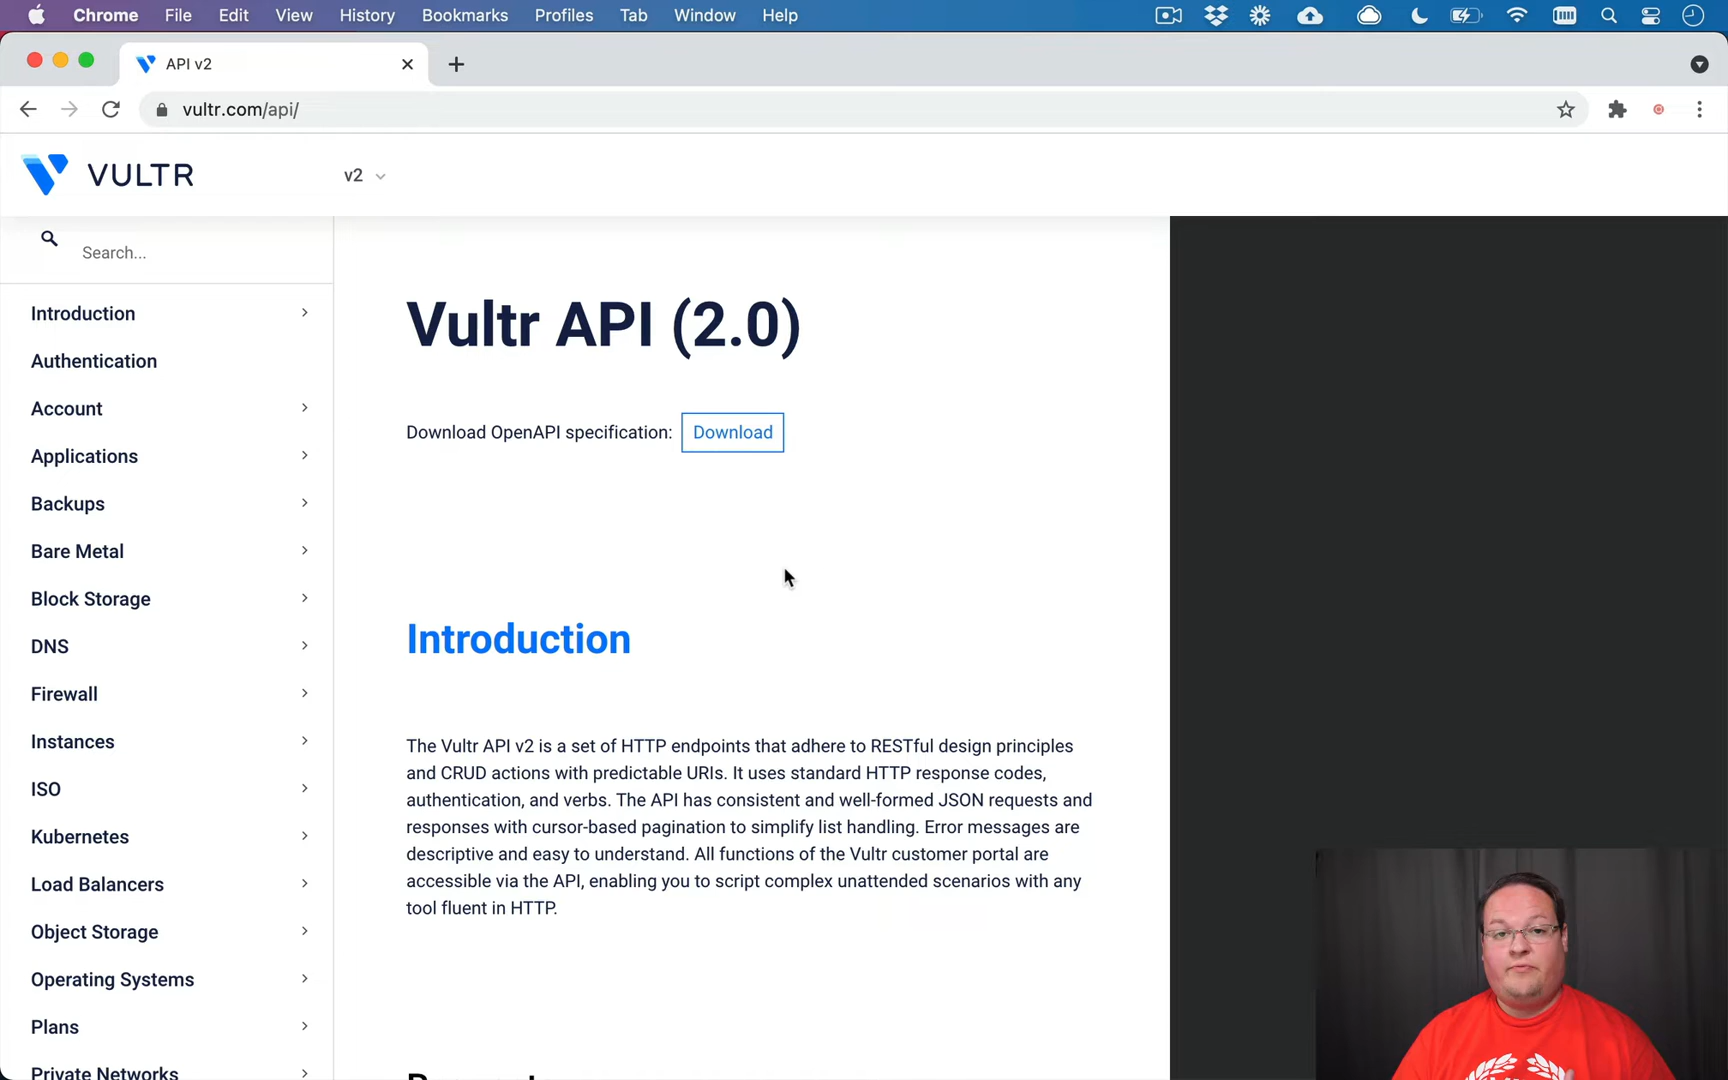 Chrome File Edit View History Bookmarks Profiles Tab Window Help
API v2
vultr.com/api/
VULTR
v2
Search...
Introduction
Authentication
Account
Applications
Backups
Bare Metal
Block Storage
DNS
Firewall
Instances
ISO
Kubernetes
Load Balancers
Object Storage
Operating Systems
Plans
Private Networks
Vultr API (2.0)
Download OpenAPI specification: Download
Introduction
The Vultr API v2 is a set of HTTP endpoints that adhere to RESTful design principles
and CRUD actions with predictable URIs. It uses standard HTTP response codes,
authentication, and verbs. The API has consistent and well-formed JSON requests and
responses with cursor-based pagination to simplify list handling. Error messages are
descriptive and easy to understand. All functions of the Vultr customer portal are
accessible via the API, enabling you to script complex unattended scenarios with any
tool fluent in HTTP.